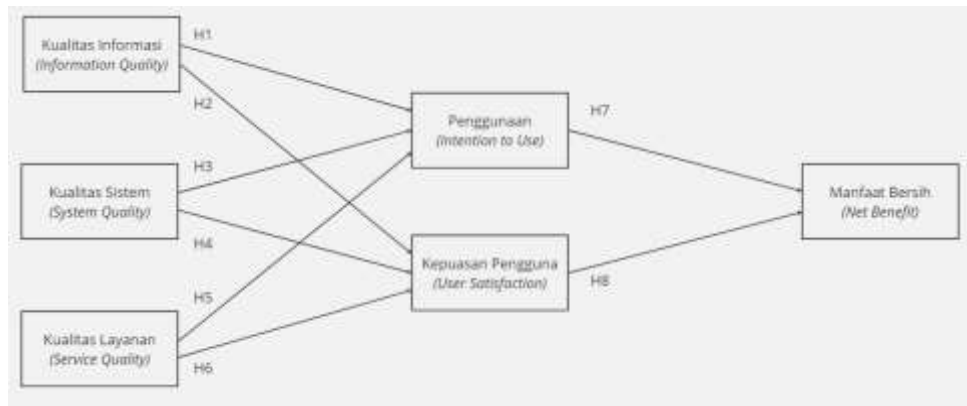 Kualitas Informasi
(Information Quality)
H1
H2
Kualitas Sistem
(System Quality)
H3
H4
Kualitas Layanan
(Service Quality)
H5
H6
Penggunaan
(Intention to Use)
Kepuasan Pengguna
(User Satisfaction)
H7
H8
Manfaat Bersih
(Net Benefit)